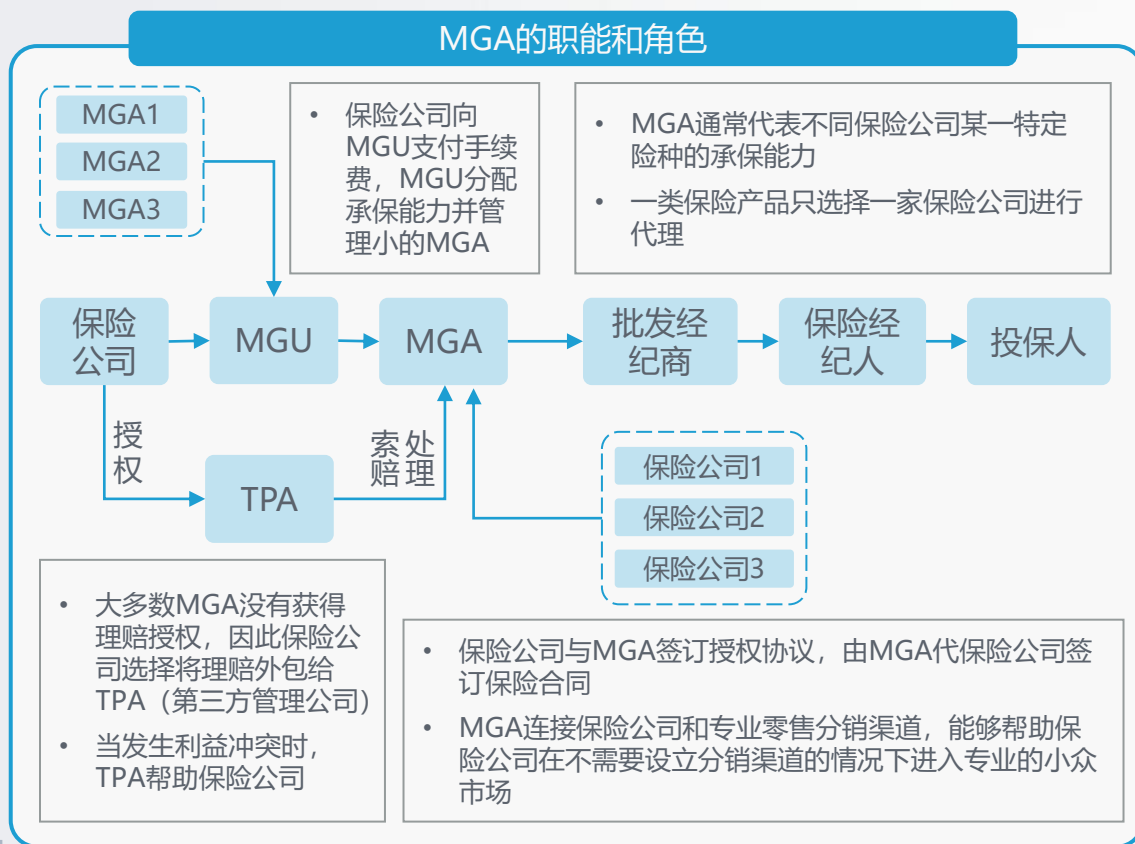 MGA的职能和角色
MGA1
MGA2
MGA3
• 保险公司向
MGU支付手续
费，MGU分配
承保能力并管
理小的MGA
• MGA通常代表不同保险公司某一特定
险种的承保能力
• 一类保险产品只选择一家保险公司进行
代理
保险
公司
MGU
MGA
批发经
纪商
保险经
纪人
投保人
授
权
索赔
处理
TPA
保险公司1
保险公司2
保险公司3
• 大多数MGA没有获得
理赔授权，因此保险公
司选择将理赔外包给
TPA（第三方管理公司）
• 当发生利益冲突时，
TPA帮助保险公司
• 保险公司与MGA签订授权协议，由MGA代保险公司签
订保险合同
• MGA连接保险公司和专业零售分销渠道，能够帮助保
险公司在不需要设立分销渠道的情况下进入专业的小众
市场